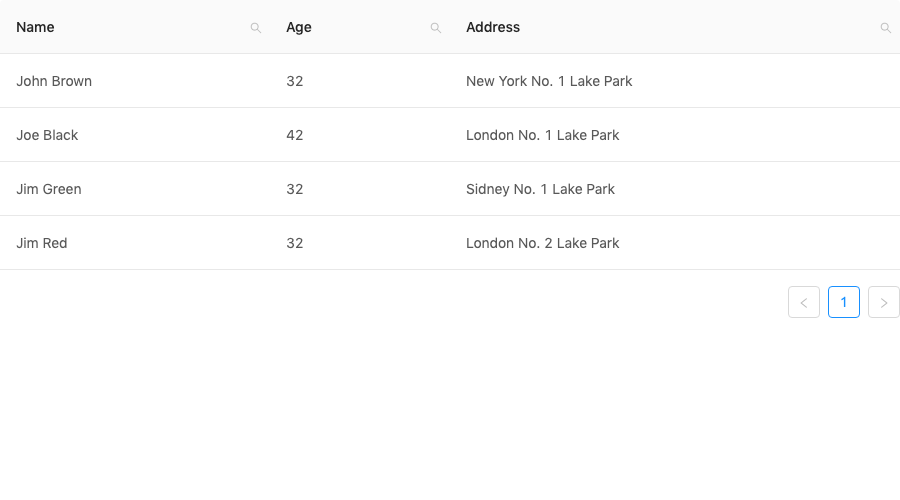 Name Age Address
John Brown 32 New York No. 1 Lake Park
Joe Black 42 London No. 1 Lake Park
Jim Green 32 Sidney No. 1 Lake Park
Jim Red 32 London No. 2 Lake Park
1